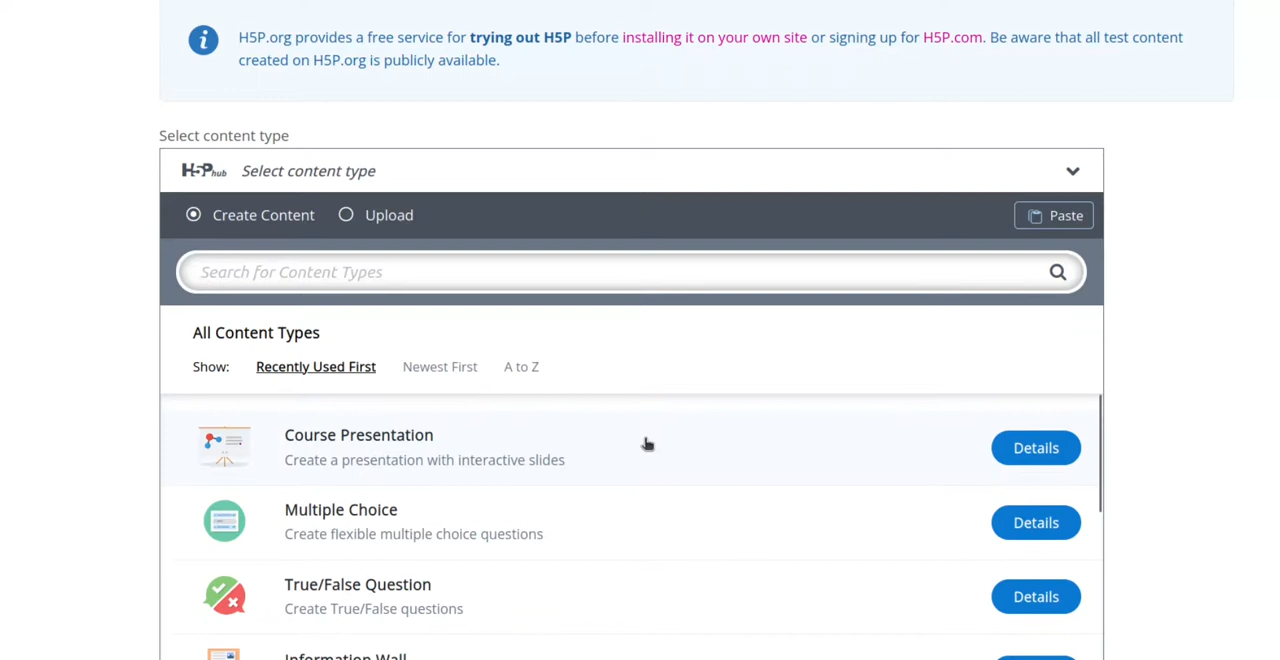 H5P.org provides a free service for trying out H5P before installing it on your own site or signing up for H5P.com. Be aware that all test content
created on H5P.org is publicly available.
Select content type
H5Phub Select content type
Create Content Upload Paste
Search for Content Types
All Content Types
Show: Recently Used First Newest First A to Z
Course Presentation
Create a presentation with interactive slides
Details
Multiple Choice
Create flexible multiple choice questions
Details
True/False Question
Create True/False questions
Details
Information Wall